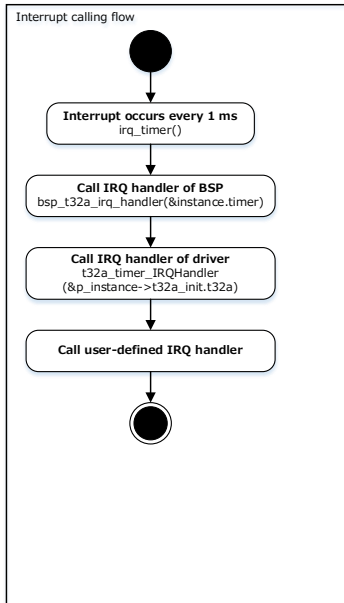 Interrupt calling flow
Interrupt occurs every 1 ms
irq_timer()
Call IRQ handler of BSP
bsp_t32a_irq_handler(&instance.timer)
Call IRQ handler of driver
t32a_timer_IRQHandler
(&p_instance->t32a_init.t32a)
Call user-defined IRQ handler